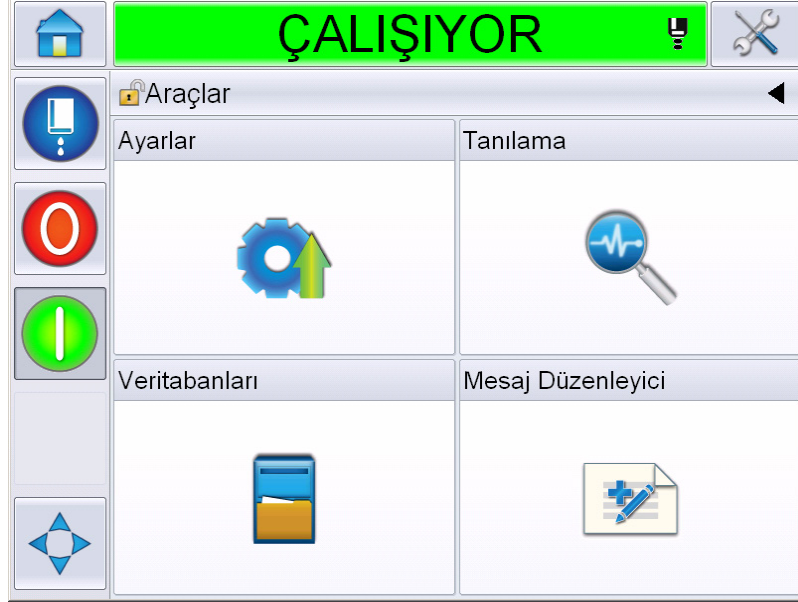 ÇALIŞIYOR
Araçlar
Ayarlar
Tanılama
Veritabanları
Mesaj Düzenleyici